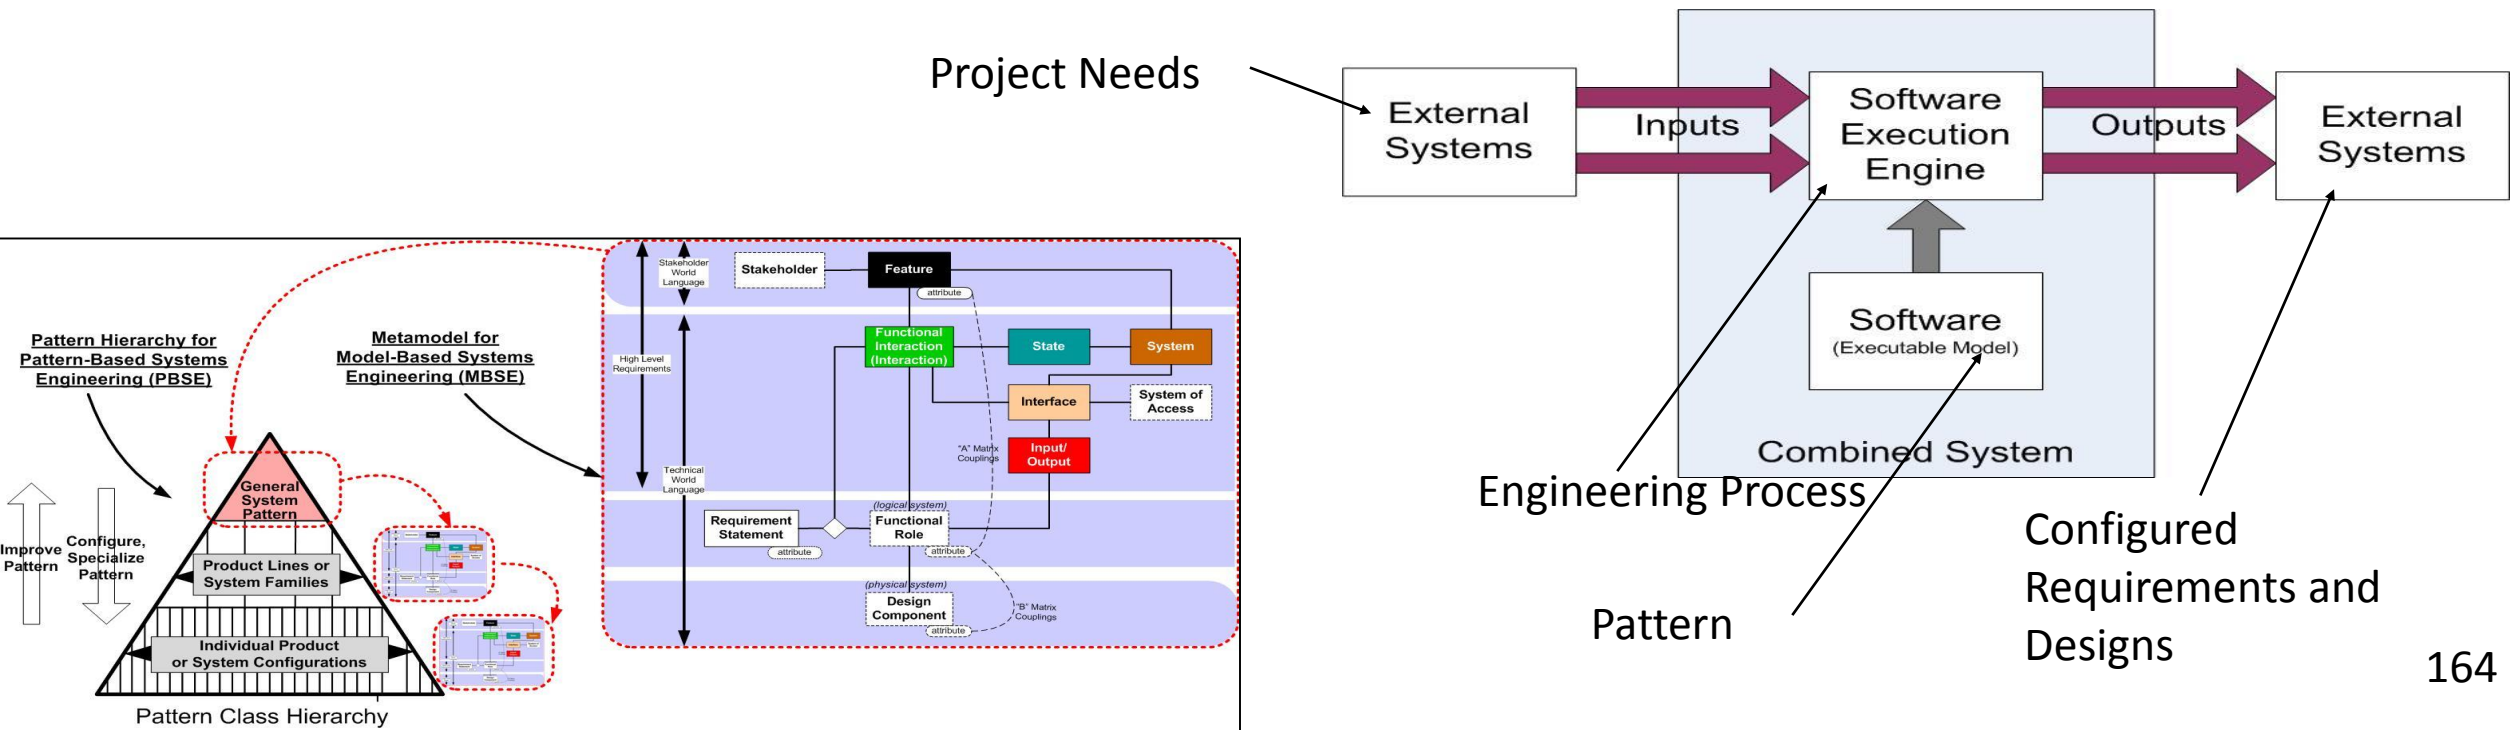 Project Needs
External
Systems
Inputs
Software
Execution
Engine
Outputs
External
Systems
Software
(Executable Model)
Combined System
Engineering Process
Pattern
Configured
Requirements and
Designs
164
Pattern Hierarchy for
Pattern-Based Systems
Engineering (PBSE)
Metamodel for
Model-Based Systems
Engineering (MBSE)
General
System
Pattern
Improve
Pattern
Configure,
Specialize
Pattern
Product Lines or
System Families
Individual Product
or System Configurations
Pattern Class Hierarchy
Stakeholder
World
Language
High Level
Requirements
Technical
World
Language
Stakeholder
Feature
attribute
Functional
Interaction
(Interaction)
State
System
Interface
System of
Access
"A" Matrix
Couplings
Input/
Output
(logical system)
Requirement
Statement
attribute
Functional
Role
attribute
(physical system)
Design
Component
attribute
"B" Matrix
Couplings